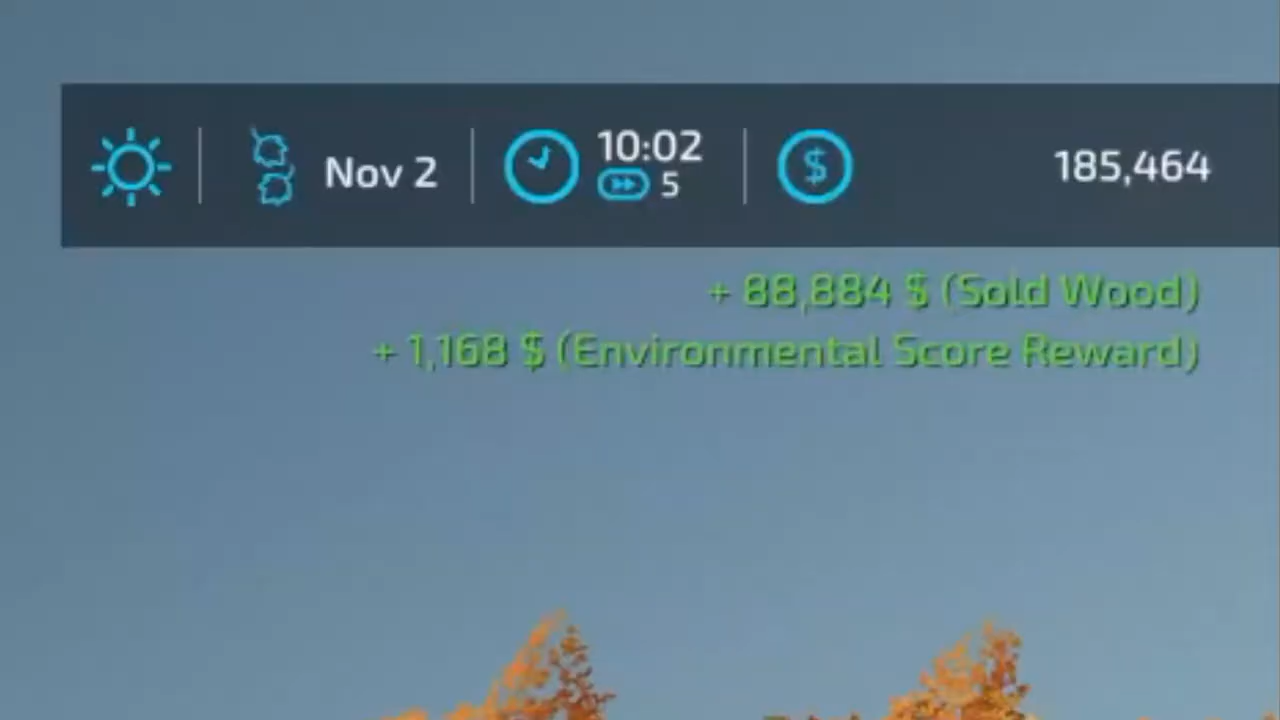 Nov 2
10:02
5
$
185,464
+ 88,884 $ (Sold Wood)
+ 1,168 $ (Environmental Score Reward)